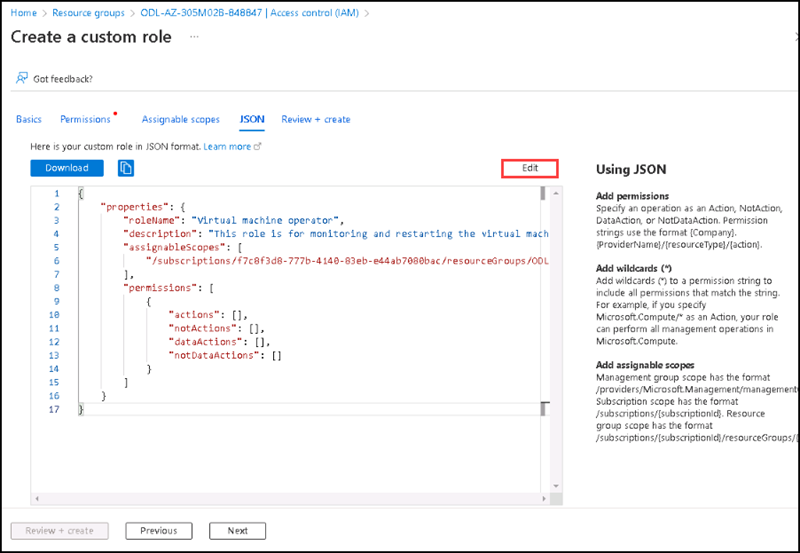 Home > Resource groups > ODL-AZ-305M02B-848847 | Access control (IAM) >
Create a custom role ...
Got feedback?
Basics Permissions Assignable scopes JSON Review + create
Here is your custom role in JSON format. Learn more
Download
Edit
1 {
2 "properties": {
3 "roleName": "Virtual machine operator",
4 "description": "This role is for monitoring and restarting the virtual mach
5 "assignableScopes": [
6 "/subscriptions/f7c8f3d8-777b-4140-83eb-e44ab7080bac/resourceGroups/ODL
7 ],
8 "permissions": [
9 {
10 "actions": [],
11 "notActions": [],
12 "dataActions": [],
13 "notDataActions": []
14 }
15 ]
16 }
17 }
Using JSON
Add permissions
Specify an operation as an Action, NotAction,
DataAction, or NotDataAction. Permission
strings use the format {Company}.
{ProviderName}/{resourceType}/{action}.
Add wildcards (*)
Add wildcards (*) to a permission string to
include all permissions that match the string.
For example, if you specify
Microsoft.Compute/* as an Action, your role
can perform all management operations in
Microsoft.Compute.
Add assignable scopes
Management group scope has the format
/providers/Microsoft.Management/management
Subscription scope has the format
/subscriptions/{subscriptionId}. Resource
group scope has the format
/subscriptions/{subscriptionId}/resourceGroups/{
Review + create Previous Next